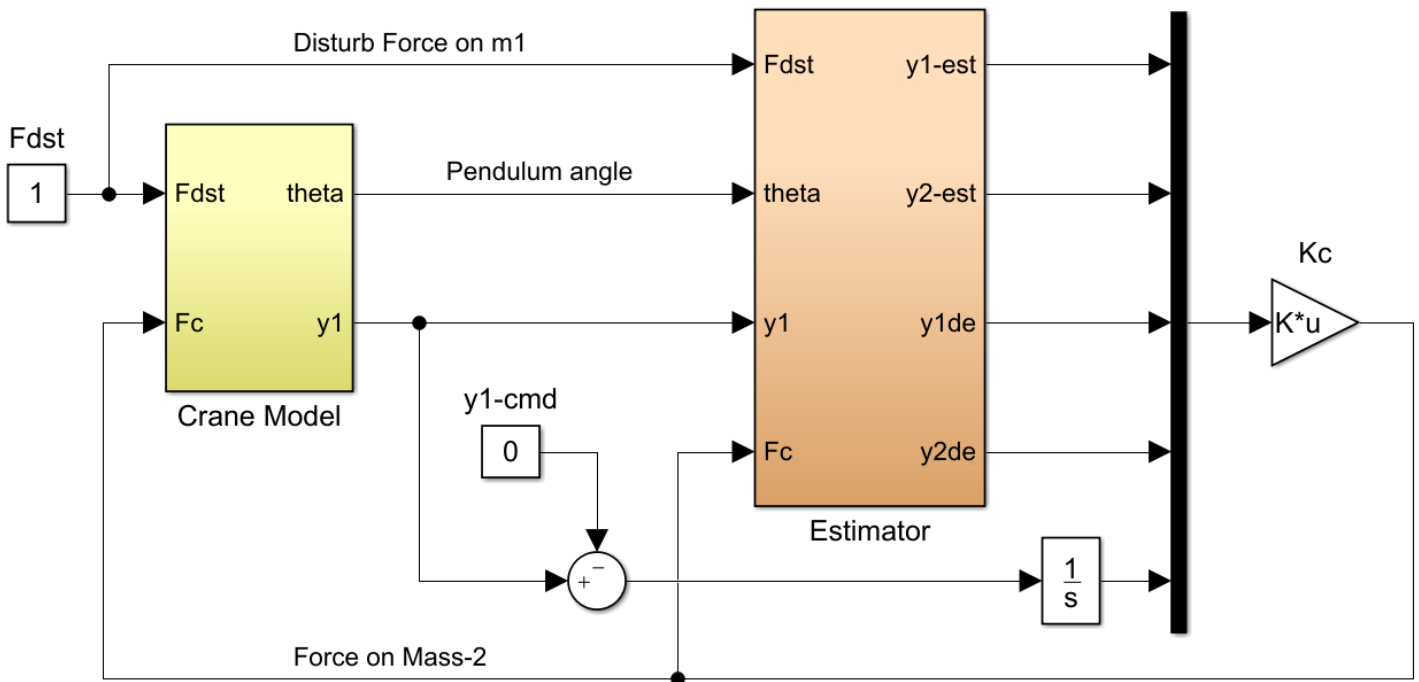 Disturb Force on m1
Fdst
1
Fdst
theta
Fc
y1
Crane Model
Pendulum angle
Fdst
y1-est
theta
y2-est
y1
y1de
Fc
y2de
Estimator
y1-cmd
0
+
−
1
s
Kc
K*u
Force on Mass-2